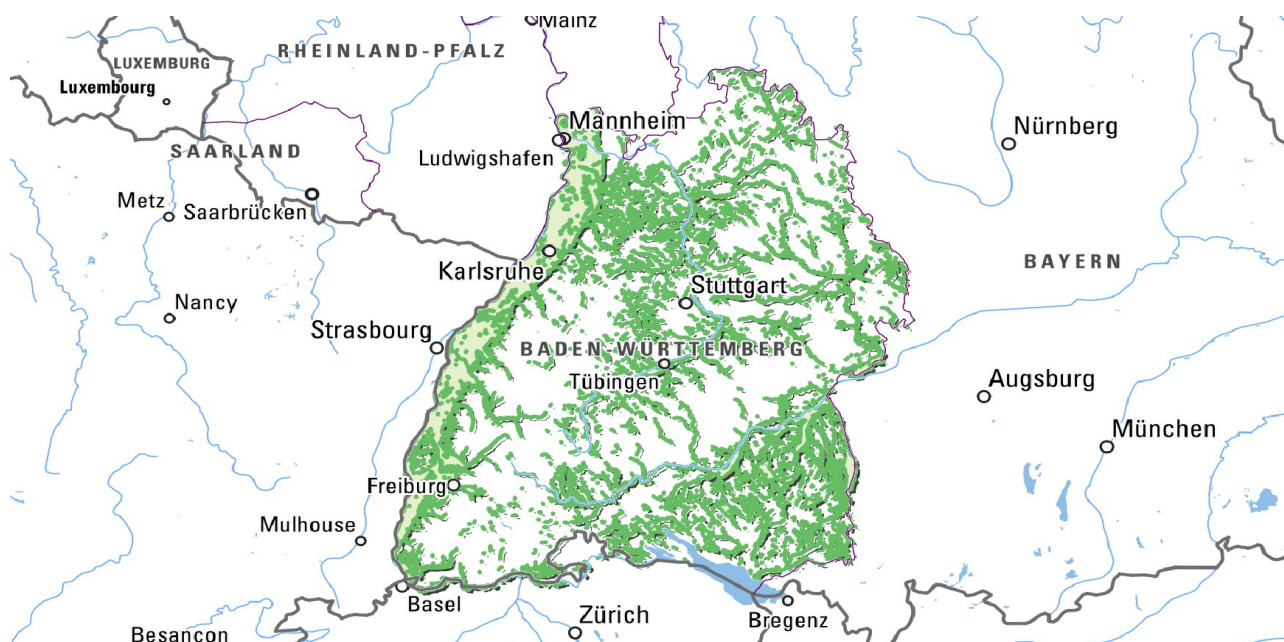 Mainz
RHEINLAND-PFALZ
LUXEMBURG
Luxembourg
Mannheim
Nürnberg
SAARLAND
Ludwigshafen
Metz
Saarbrücken
Karlsruhe
BAYERN
Stuttgart
Nancy
Strasbourg
BADEN-WÜRTTEMBERG
Tübingen
Augsburg
München
Freiburg
Mulhouse
Basel
Zürich
Bregenz
Besancon